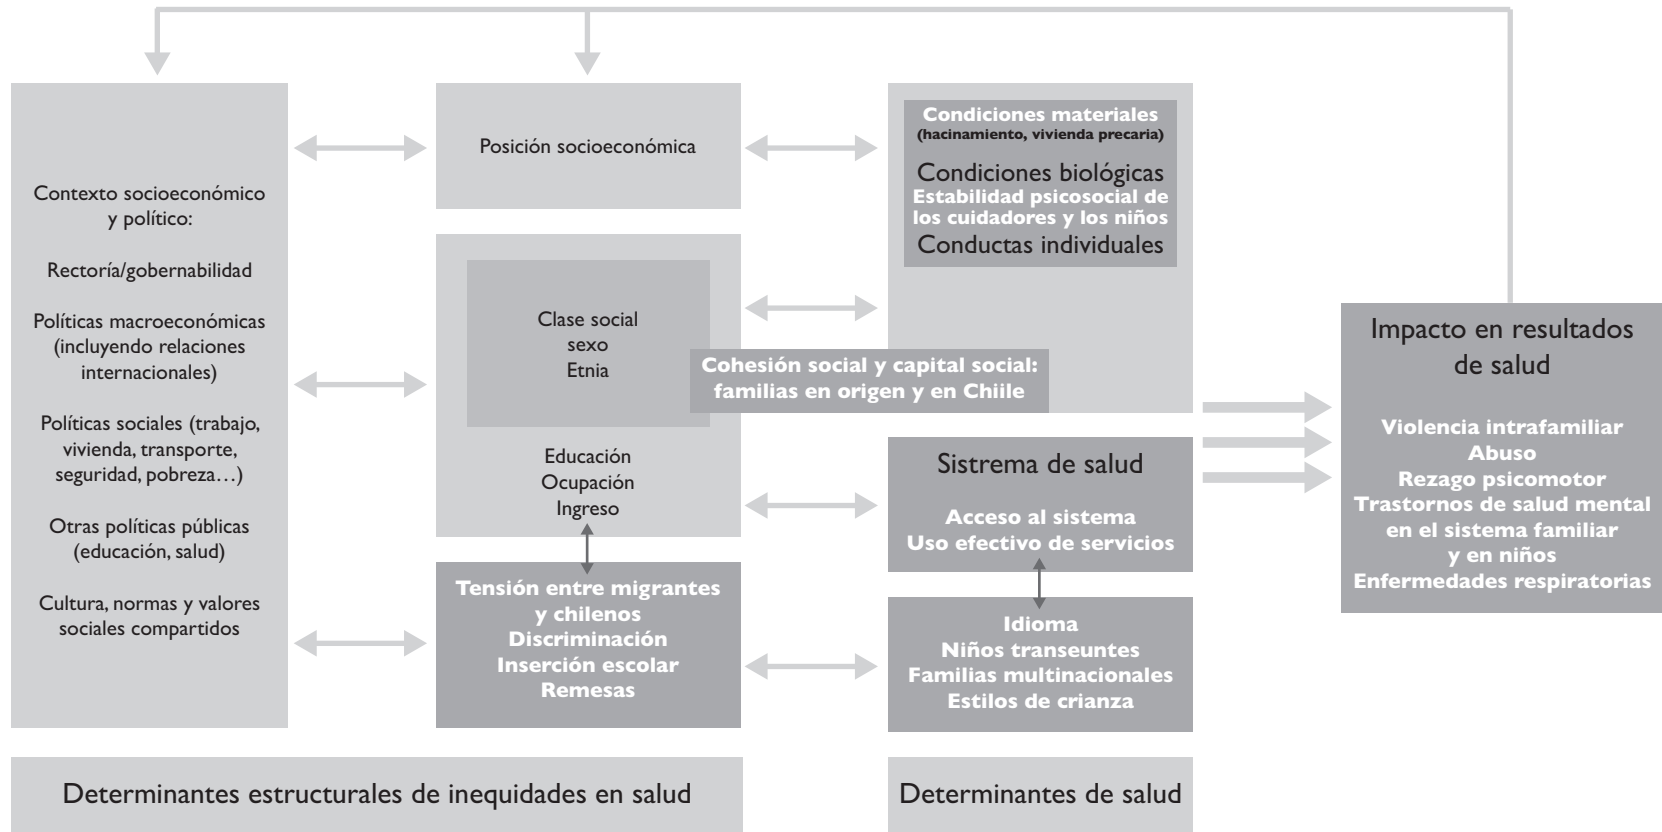 Contexto socioeconómico
y político:
Rectoría/gobernabilidad
Políticas macroeconómicas
(incluyendo relaciones
internacionales)
Políticas sociales (trabajo,
vivienda, transporte,
seguridad, pobreza…)
Otras políticas públicas
(educación, salud)
Cultura, normas y valores
sociales compartidos
Posición socioeconómica
Clase social
sexo
Etnia
Educación
Ocupación
Ingreso
Tensión entre migrantes
y chilenos
Discriminación
Inserción escolar
Remesas
Condiciones materiales
(hacinamiento, vivienda precaria)
Condiciones biológicas
Estabilidad psicosocial de
los cuidadores y los niños
Conductas individuales
Cohesión social y capital social:
familias en origen y en Chiile
Sistrema de salud
Acceso al sistema
Uso efectivo de servicios
Idioma
Niños transeuntes
Familias multinacionales
Estilos de crianza
Impacto en resultados
de salud
Violencia intrafamiliar
Abuso
Rezago psicomotor
Trastornos de salud mental
en el sistema familiar
y en niños
Enfermedades respiratorias
Determinantes estructurales de inequidades en salud
Determinantes de salud